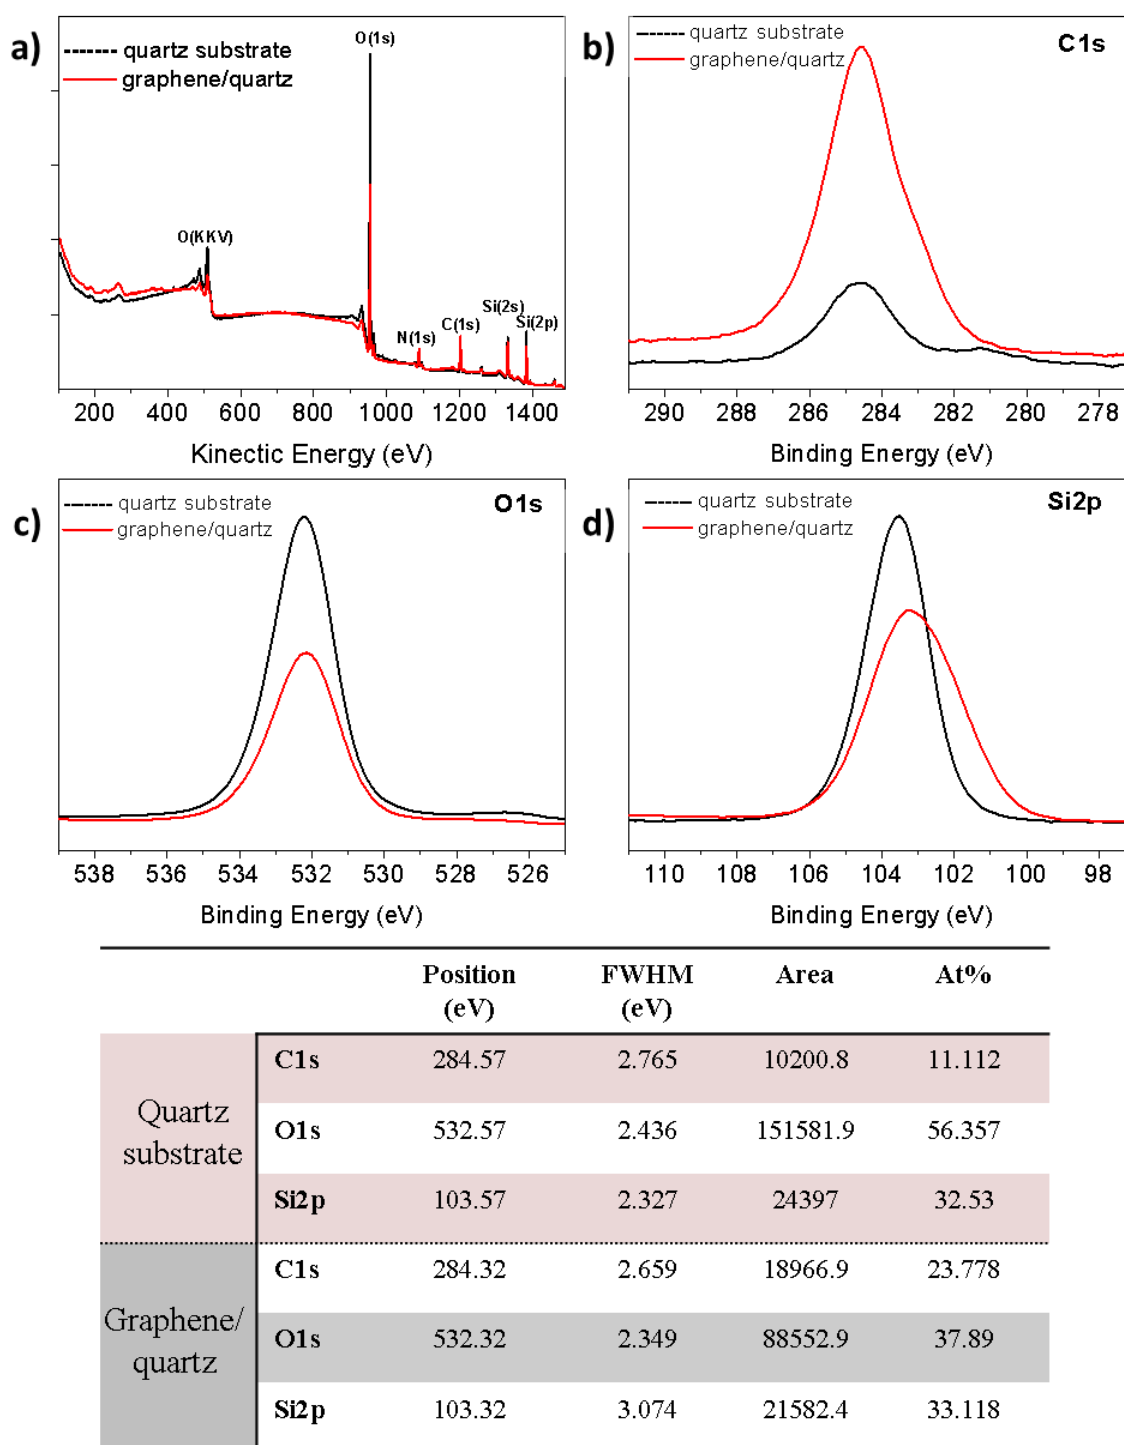 a)
quartz substrate
graphene/quartz
O(1s)
O(KKV)
N(1s)
C(1s)
Si(2s)
Si(2p)
200 400 600 800 1000 1200 1400
Kinectic Energy (eV)
b)
quartz substrate
graphene/quartz
C1s
290 288 286 284 282 280 278
Binding Energy (eV)
c)
quartz substrate
graphene/quartz
O1s
538 536 534 532 530 528 526
Binding Energy (eV)
d)
quartz substrate
graphene/quartz
Si2p
110 108 106 104 102 100 98
Binding Energy (eV)
Position (eV) FWHM (eV) Area At%
Quartz substrate
C1s 284.57 2.765 10200.8 11.112
O1s 532.57 2.436 151581.9 56.357
Si2p 103.57 2.327 24397 32.53
Graphene/ quartz
C1s 284.32 2.659 18966.9 23.778
O1s 532.32 2.349 88552.9 37.89
Si2p 103.32 3.074 21582.4 33.118